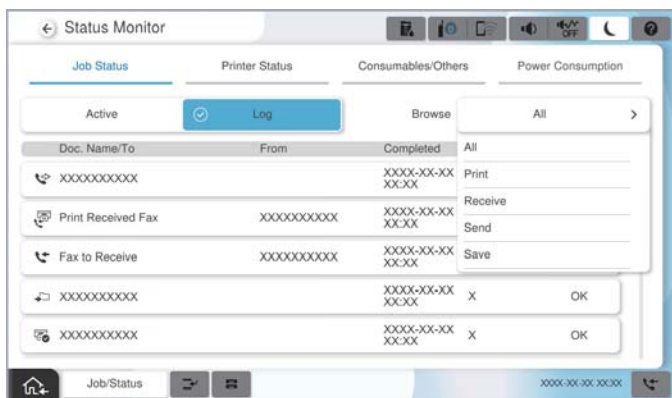 Status Monitor
OFF
Job Status Printer Status Consumables/Others Power Consumption
Active Log Browse All
Doc. Name/To From Completed
All
Print
Receive
Send
Save
XXXXXXXXXX XXXX-XX-XX
XX:XX
Print Received Fax XXXXXXXXXX XXXX-XX-XX
XX:XX
Fax to Receive XXXXXXXXXX XXXX-XX-XX
XX:XX
XXXXXXXXXX XXXX-XX-XX
XX:XX X OK
XXXXXXXXXX XXXX-XX-XX
XX:XX X OK
Job/Status XXXX-XX-XX XX:XX